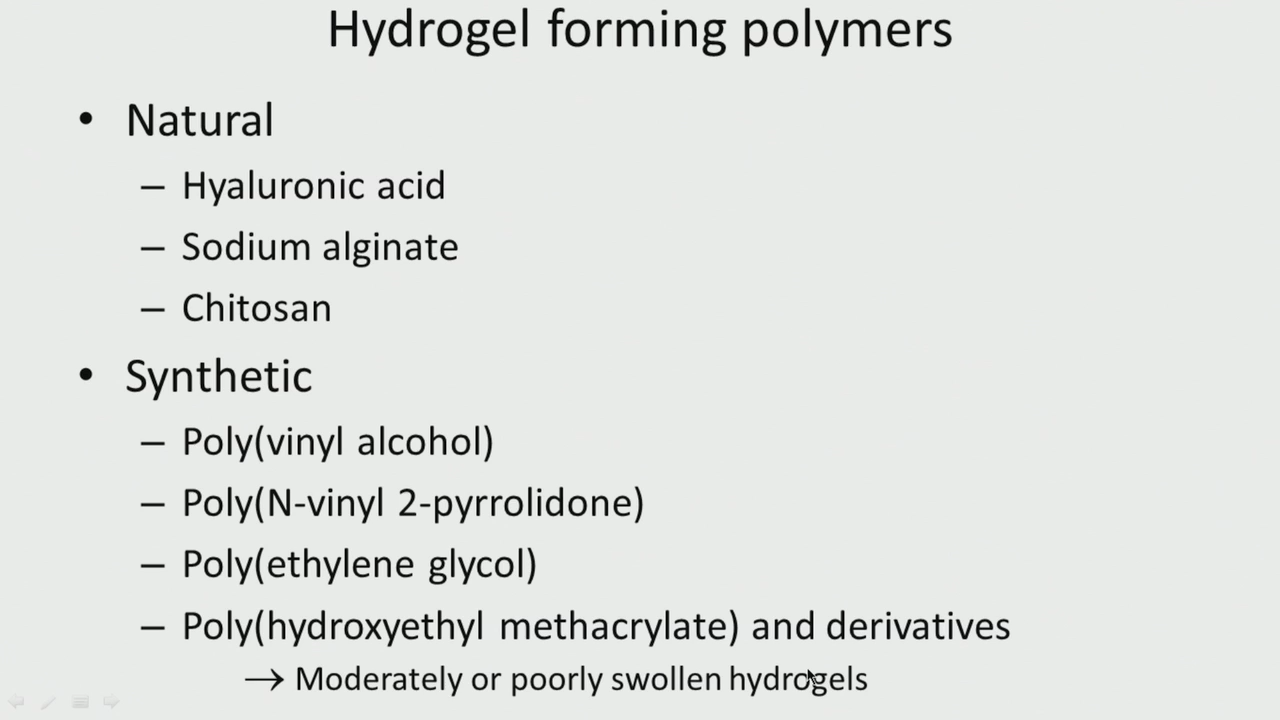 Hydrogel forming polymers
• Natural
– Hyaluronic acid
– Sodium alginate
– Chitosan
• Synthetic
– Poly(vinyl alcohol)
– Poly(N-vinyl 2-pyrrolidone)
– Poly(ethylene glycol)
– Poly(hydroxyethyl methacrylate) and derivatives
→ Moderately or poorly swollen hydrogels